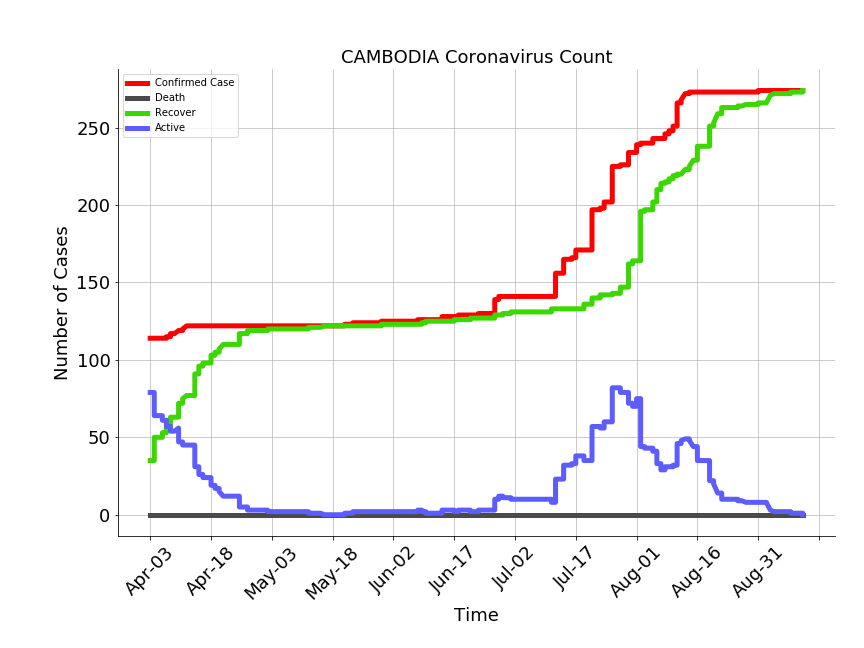 CAMBODIA Coronavirus Count
Confirmed Case
Death
Recover
Active
Number of Cases
250
200
150
100
50
0
Apr-03
Apr-18
May-03
May-18
Jun-02
Jun-17
Jul-02
Jul-17
Aug-01
Aug-16
Aug-31
Time